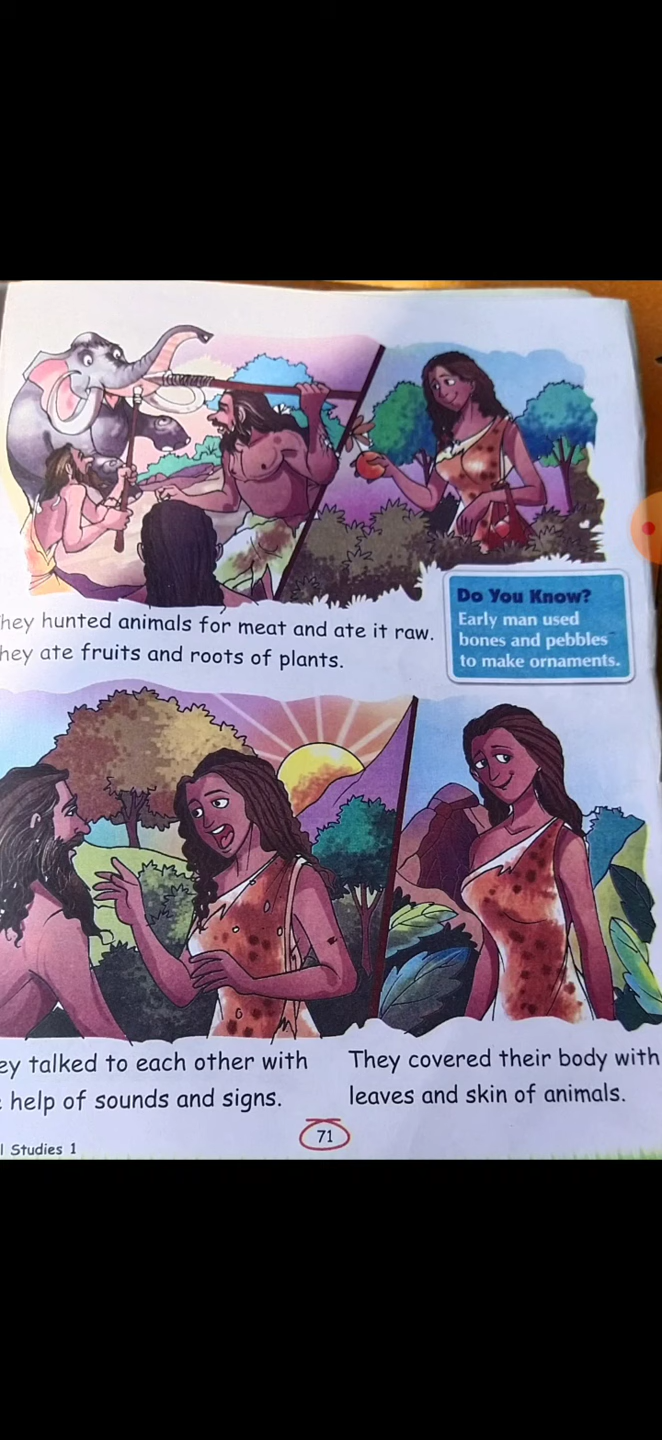 hey hunted animals for meat and ate it raw.
hey ate fruits and roots of plants.
Do You Know?
Early man used
bones and pebbles
to make ornaments.
ey talked to each other with
help of sounds and signs.
They covered their body with
leaves and skin of animals.
l Studies 1
71